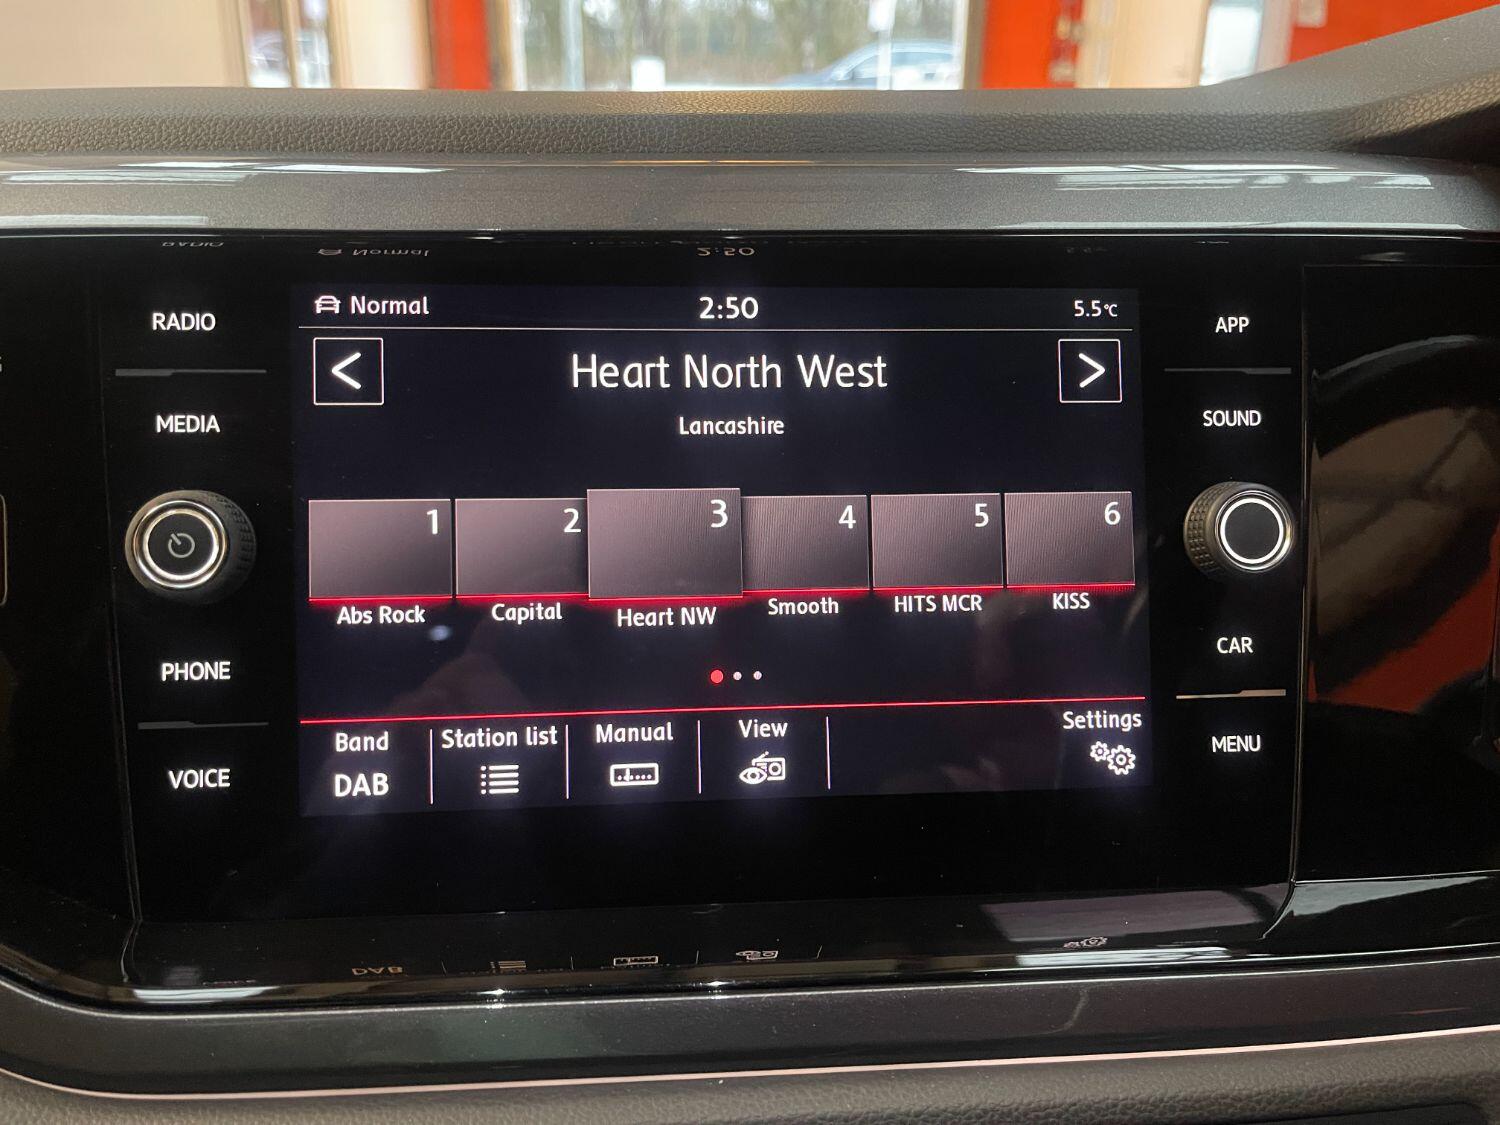 RADIO
MEDIA
PHONE
VOICE
Normal
2:50
5.5°C
<
Heart North West
>
Lancashire
1
2
3
4
5
6
Abs Rock
Capital
Heart NW
Smooth
HITS MCR
KISS
Band
DAB
Station list
Manual
View
Settings
APP
SOUND
CAR
MENU